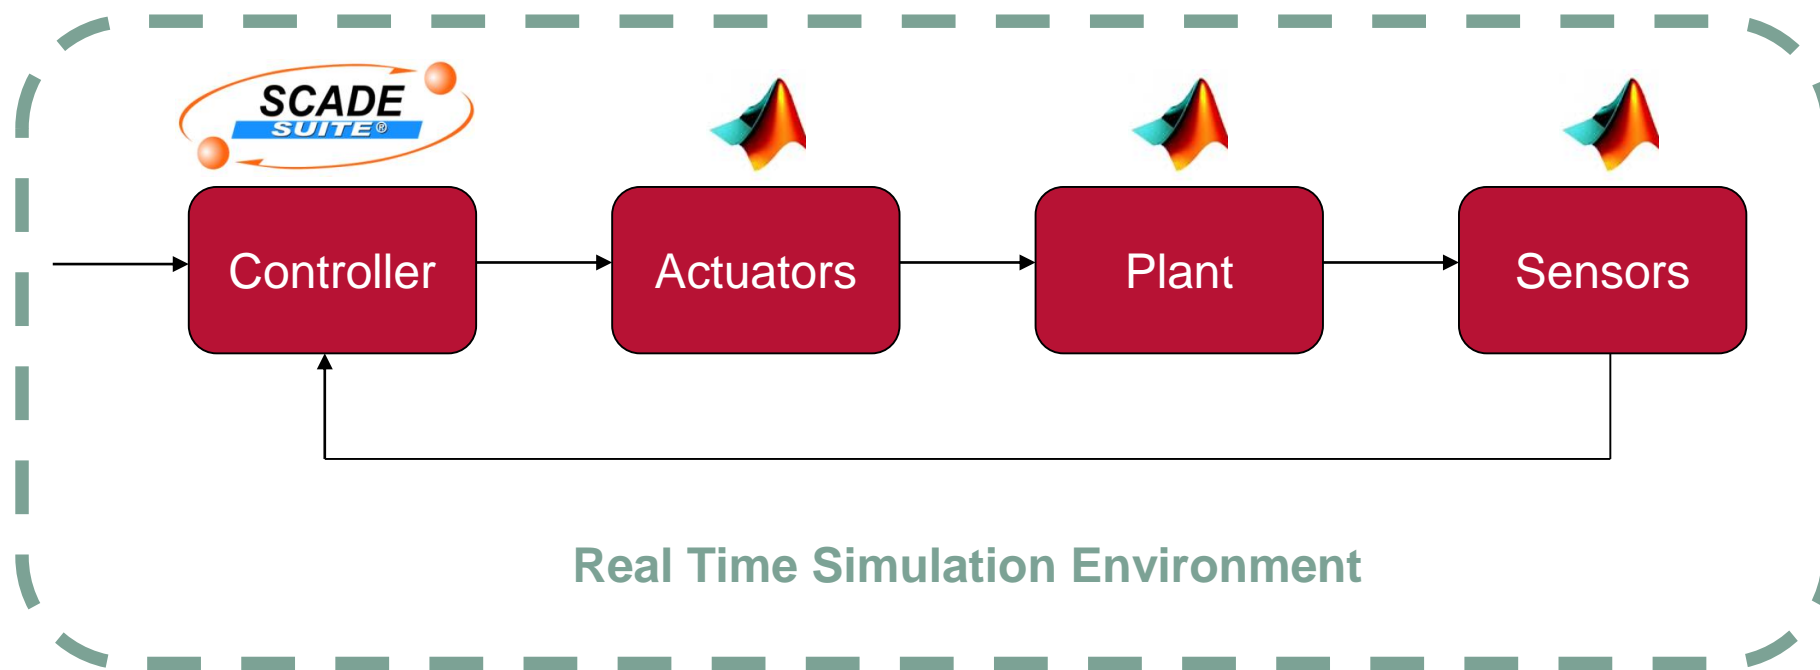 SCADE
SUITE®
Controller
Actuators
Plant
Sensors
Real Time Simulation Environment